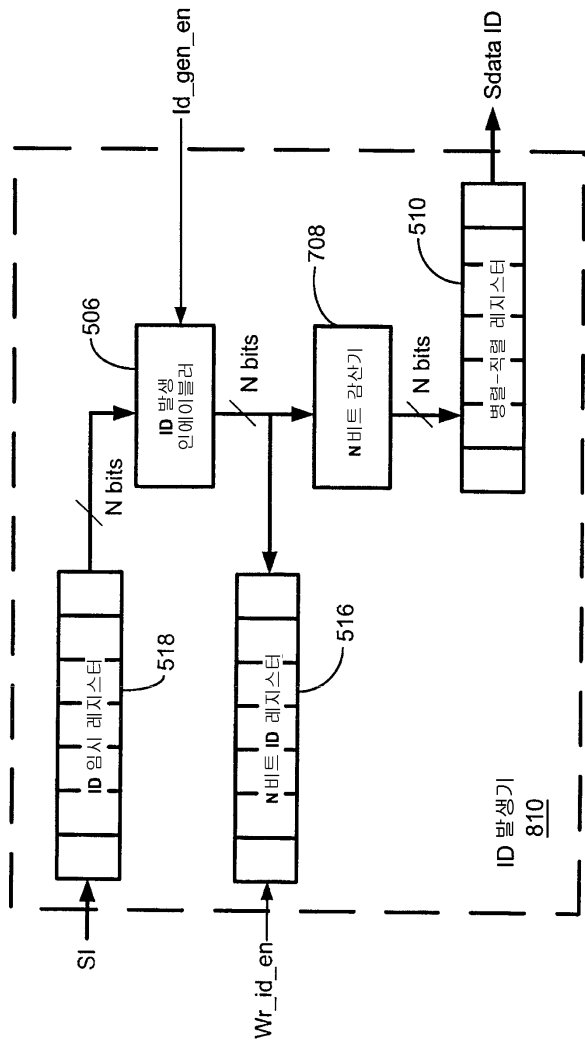 SI
ID 임시 레지스터
518
N bits
506
ID 발생
인에이블러
Id_gen_en
N bits
Wr_id_en
N 비트 ID 레지스터
516
708
N 비트 감산기
N bits
510
병렬-직렬 레지스터
Sdata ID
ID 발생기
810